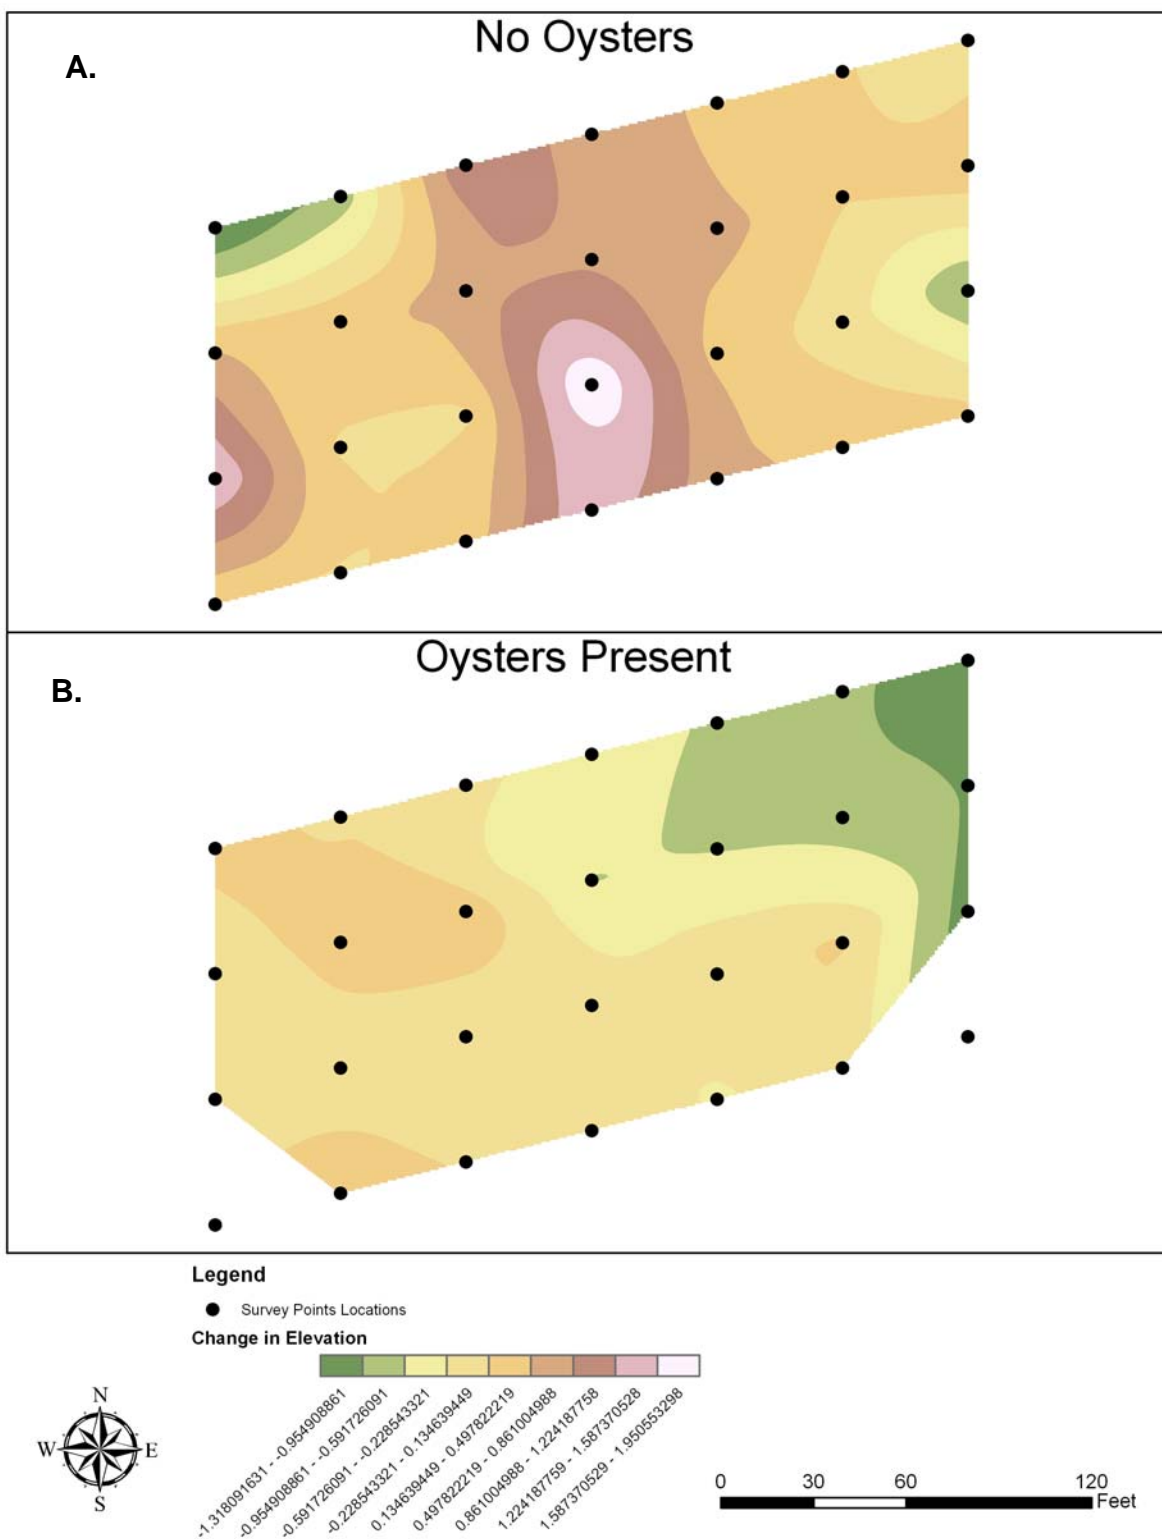 No Oysters
A.
Oysters Present
B.
Legend
Survey Points Locations
Change in Elevation
-1.318091631 - -0.954908861
-0.954908861 - -0.591726091
-0.591726091 - -0.228543321
-0.228543321 - 0.134639449
0.134639449 - 0.497822219
0.497822219 - 0.861004988
0.861004988 - 1.224187758
1.224187759 - 1.587370528
1.587370529 - 1.950553298
N
W E
S
0 30 60 120
Feet